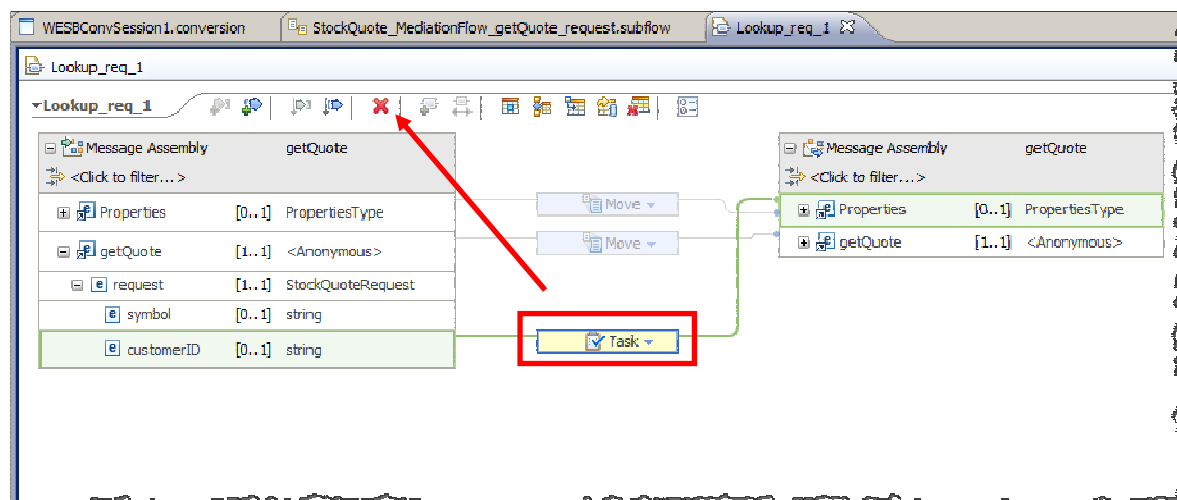 WESBConvSession1.conversion StockQuote_MediationFlow_getQuote_request.subflow Lookup_req_1
Lookup_req_1
Lookup_req_1
Message Assembly getQuote Message Assembly getQuote
<Click to filter...> <Click to filter...>
Properties [0..1] PropertiesType Move Properties [0..1] PropertiesType
getQuote [1..1] <Anonymous> Move getQuote [1..1] <Anonymous>
request [1..1] StockQuoteRequest
symbol [0..1] string
customerID [0..1] string Task